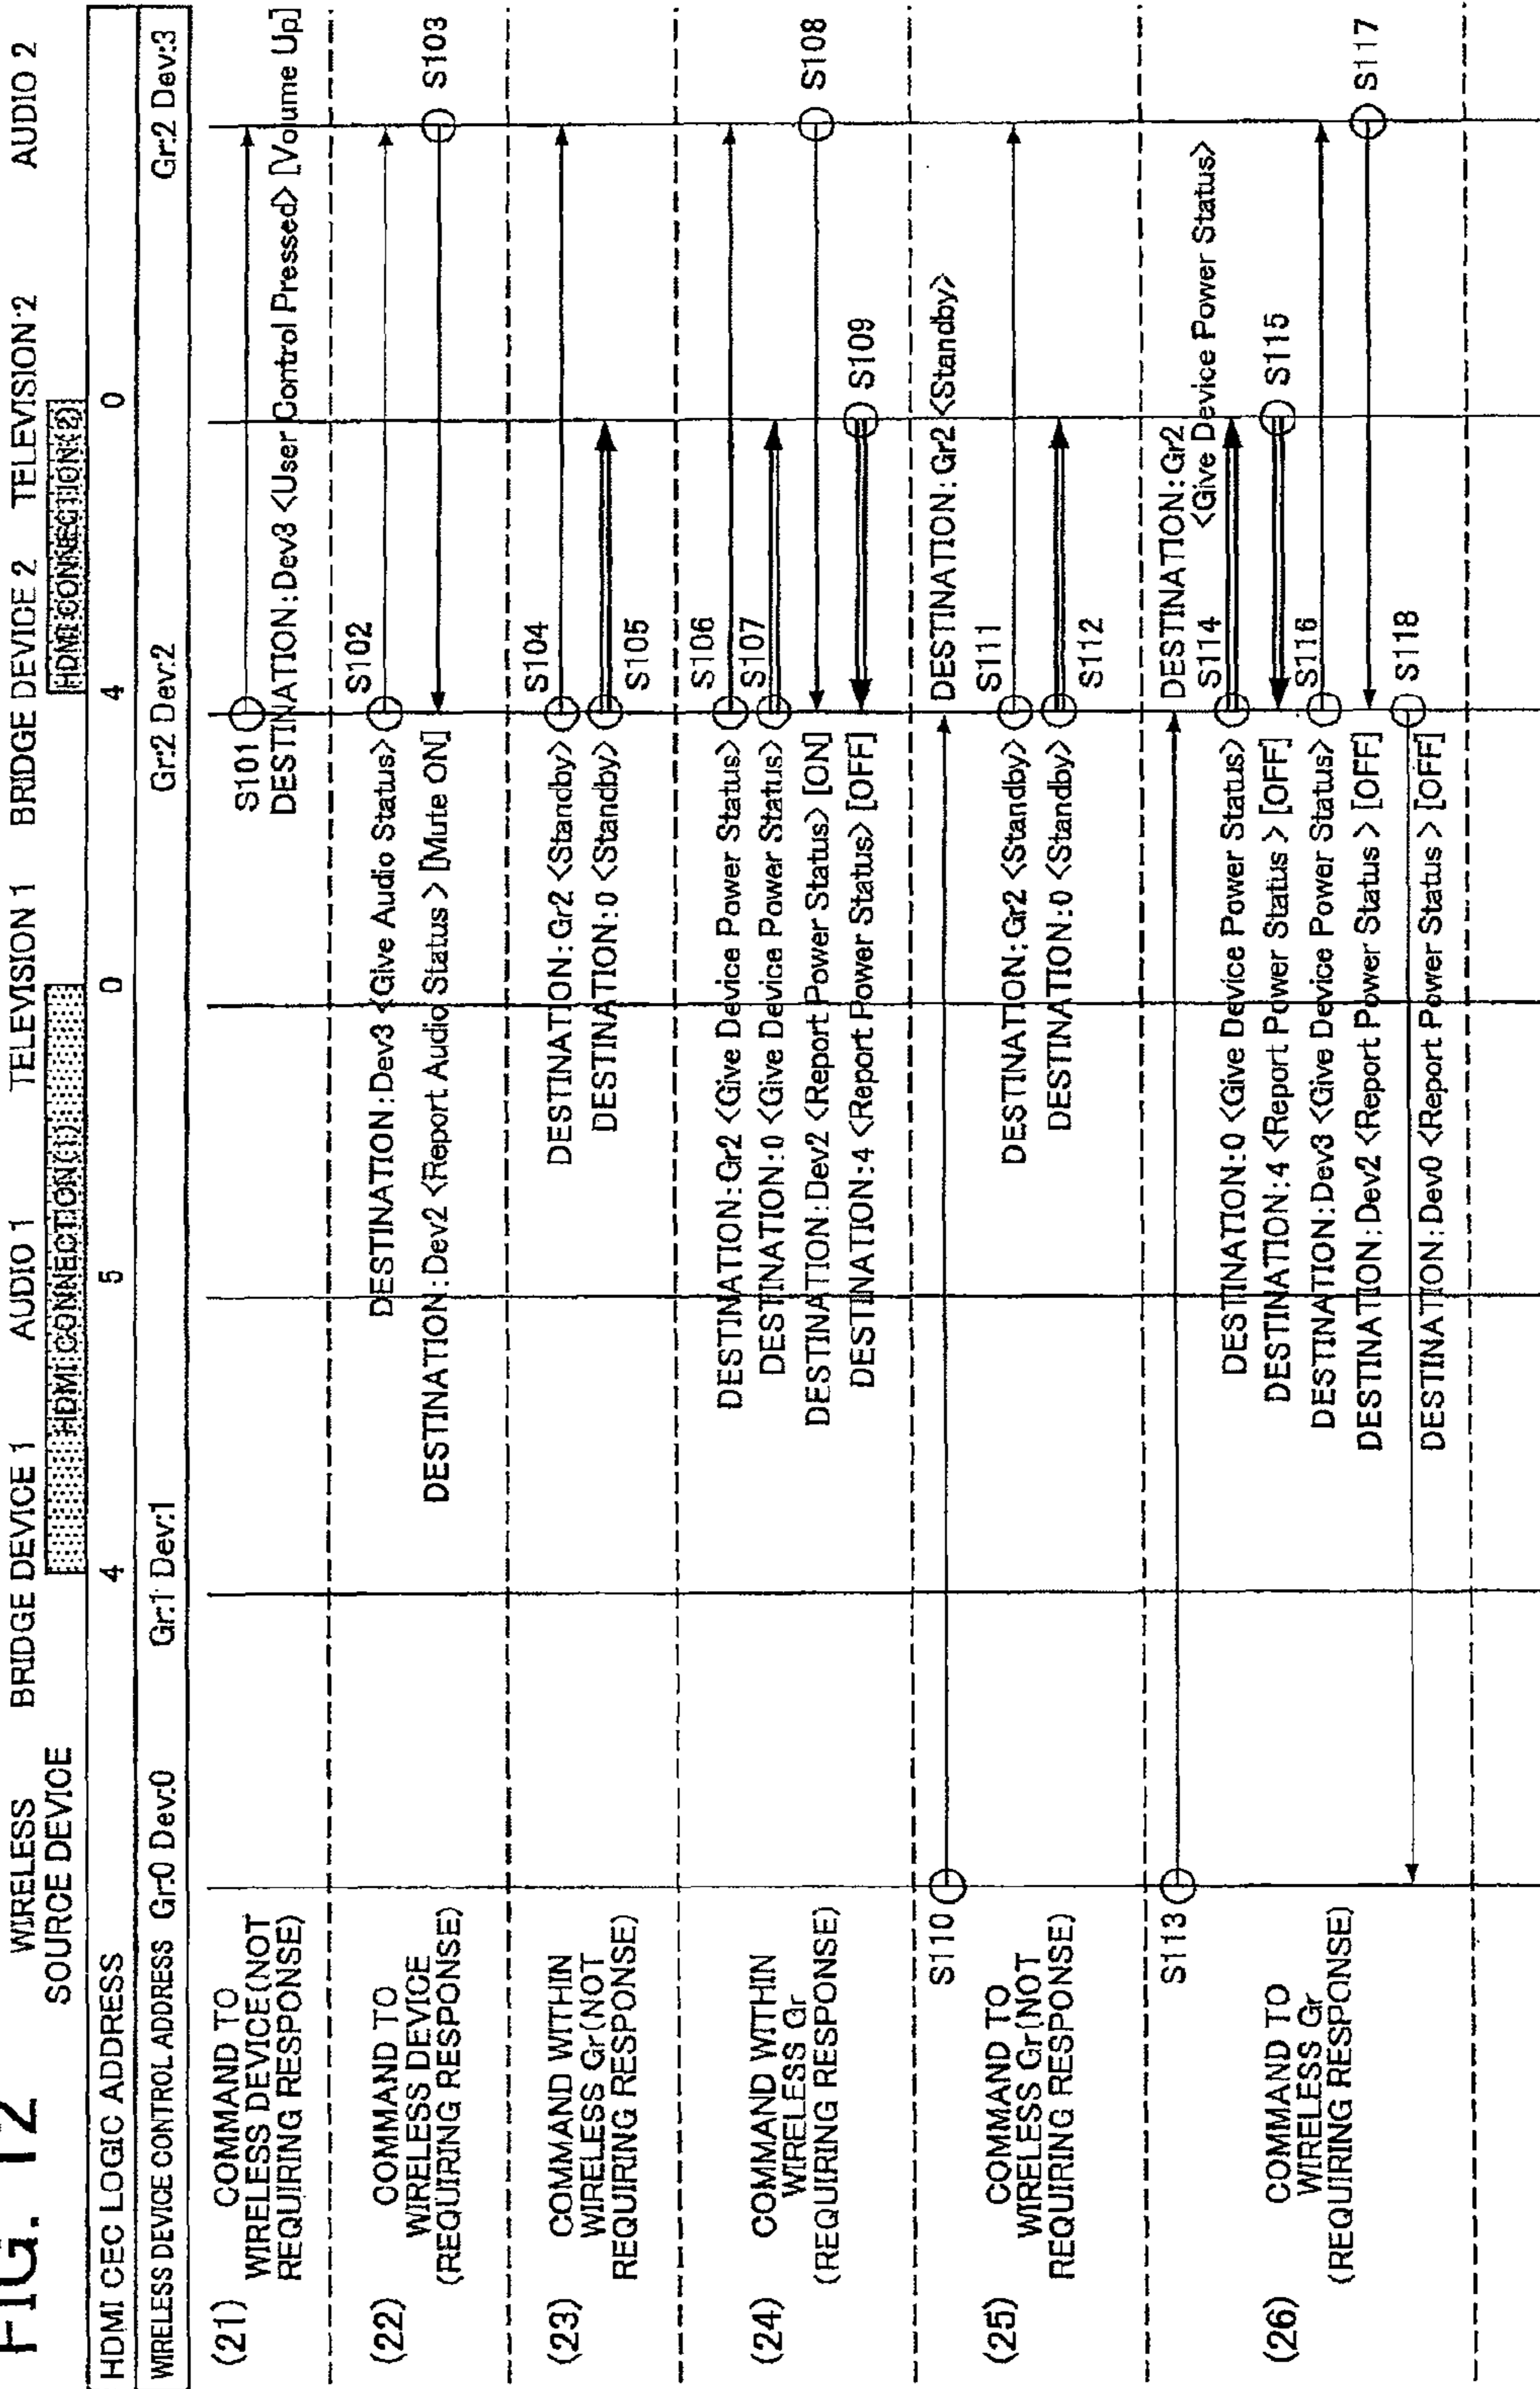 FIG. 12
WIRELESS
SOURCE DEVICE
BRIDGE DEVICE 1
AUDIO 1
TELEVISION 1
BRIDGE DEVICE 2
TELEVISION 2
AUDIO 2
HDMI CONNECTION(1)
HDMI CONNECTION(2)
HDMI CEC LOGIC ADDRESS
4
5
0
4
0
WIRELESS DEVICE CONTROL ADDRESS
Gr:0 Dev:0
Gr:1 Dev:1
Gr:2 Dev:2
Gr:2 Dev:3
(21)
COMMAND TO
WIRELESS DEVICE(NOT
REQUIRING RESPONSE)
S101
DESTINATION:Dev3 <User Control Pressed> [Volume Up]
(22)
COMMAND TO
WIRELESS DEVICE
(REQUIRING RESPONSE)
S102
DESTINATION:Dev3 <Give Audio Status>
S103
DESTINATION:Dev2 <Report Audio Status > [Mute ON]
(23)
COMMAND WITHIN
WIRELESS Gr(NOT
REQUIRING RESPONSE)
S104
DESTINATION:Gr2 <Standby>
DESTINATION:0 <Standby>
S105
(24)
COMMAND WITHIN
WIRELESS Gr
(REQUIRING RESPONSE)
S106
DESTINATION:Gr2 <Give Device Power Status>
S107
DESTINATION:0 <Give Device Power Status>
S108
DESTINATION:Dev2 <Report Power Status> [ON]
S109
DESTINATION:4 <Report Power Status> [OFF]
(25)
COMMAND TO
WIRELESS Gr(NOT
REQUIRING RESPONSE)
S110
DESTINATION:Gr2 <Standby>
S111
DESTINATION:Gr2 <Standby>
DESTINATION:0 <Standby>
S112
(26)
COMMAND TO
WIRELESS Gr
(REQUIRING RESPONSE)
S113
DESTINATION:Gr2
<Give Device Power Status>
S114
DESTINATION:0 <Give Device Power Status>
S115
DESTINATION:4 <Report Power Status > [OFF]
S116
DESTINATION:Dev3 <Give Device Power Status>
S117
DESTINATION:Dev2 <Report Power Status > [OFF]
S118
DESTINATION:Dev0 <Report Power Status > [OFF]